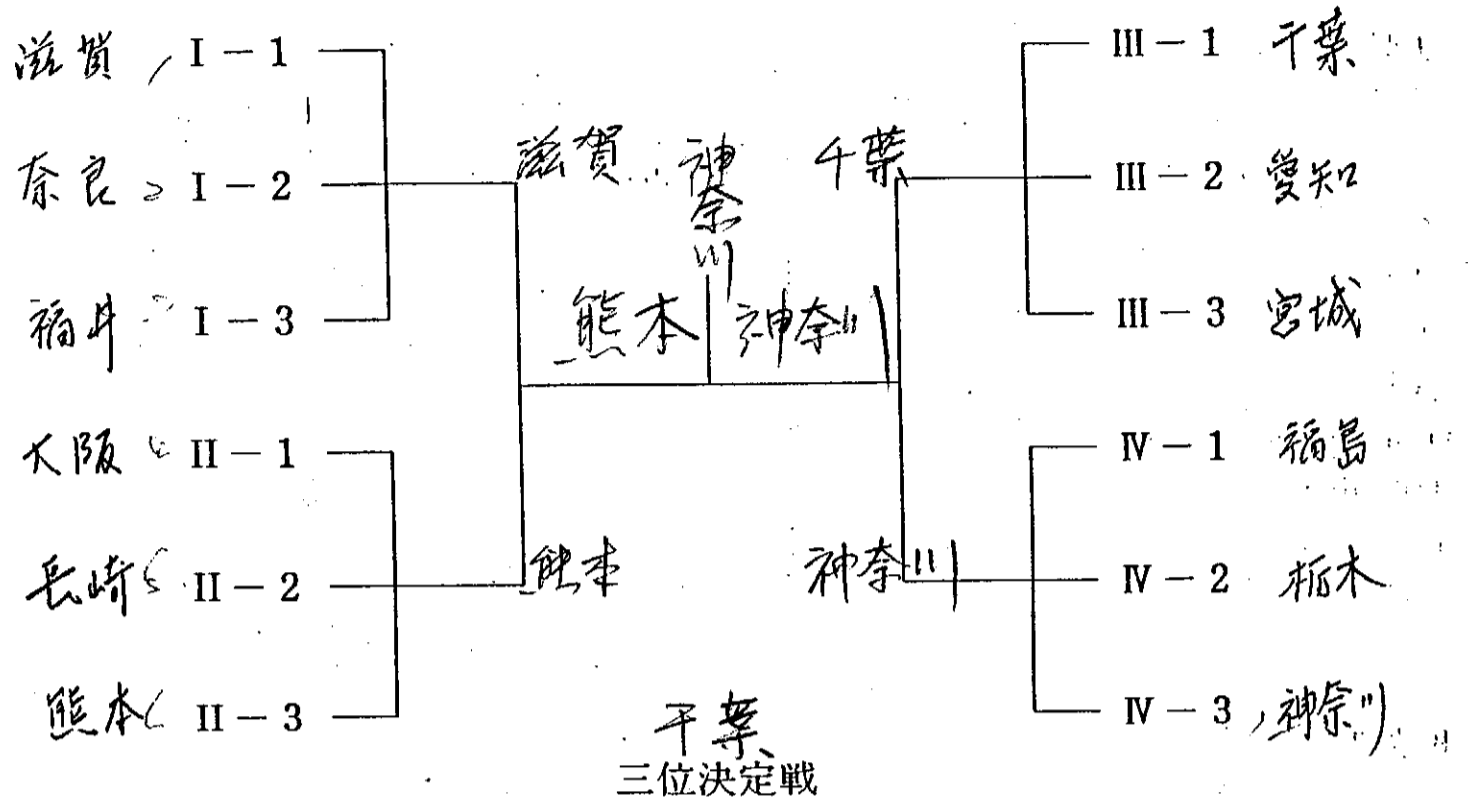 滋賀 I－1
奈良 I－2
福井 I－3
大阪 II－1
長崎 II－2
熊本 II－3
滋賀
熊本
熊本
神奈川
神奈川
千葉
神奈川
III－1 千葉
III－2 愛知
III－3 宮城
IV－1 福島
IV－2 栃木
IV－3 神奈川
千葉
三位決定戦